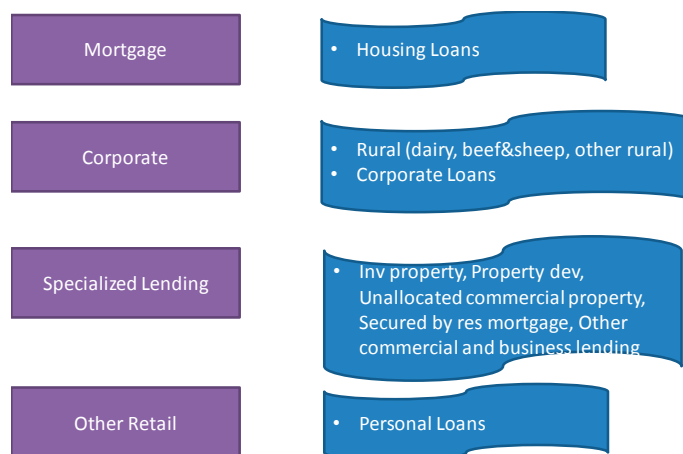 Mortgage
• Housing Loans
Corporate
• Rural (dairy, beef&sheep, other rural)
• Corporate Loans
Specialized Lending
• Inv property, Property dev,
Unallocated commercial property,
Secured by res mortgage, Other
commercial and business lending
Other Retail
• Personal Loans